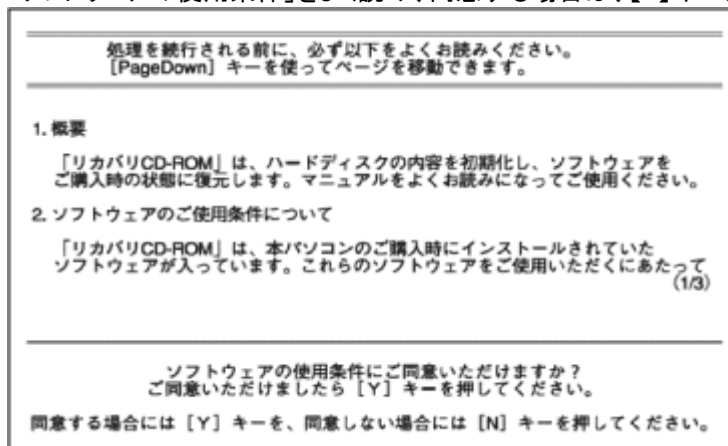 処理を続行される前に、必ず以下をよくお読みください。
[PageDown] キーを使ってページを移動できます。
1. 概要
「リカバリCD-ROM」は、ハードディスクの内容を初期化し、ソフトウェアを
ご購入時の状態に復元します。マニュアルをよくお読みになってご使用ください。
2. ソフトウェアのご使用条件について
「リカバリCD-ROM」は、本パソコンのご購入時にインストールされていた
ソフトウェアが入っています。これらのソフトウェアをご使用いただくにあたって
(1/3)
ソフトウェアの使用条件にご同意いただけますか?
ご同意いただけましたら [Y] キーを押してください。
同意する場合には [Y] キーを、同意しない場合には [N] キーを押してください。